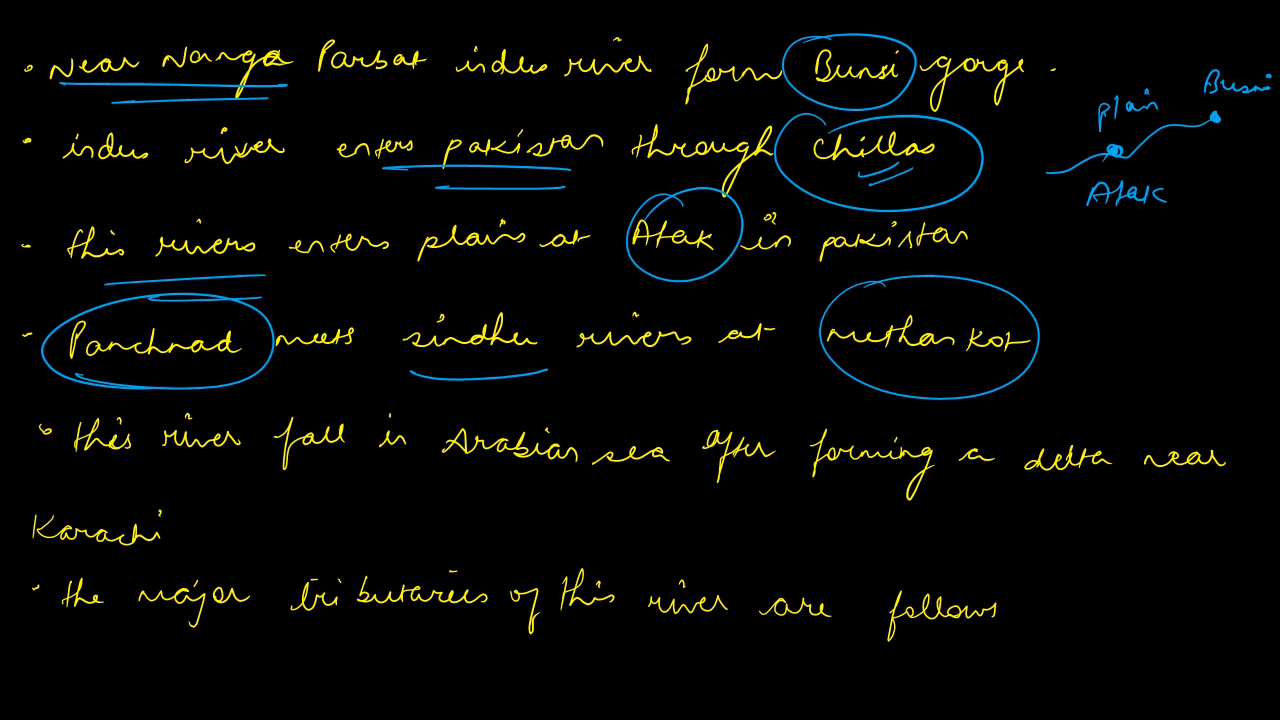 • Near Nanga Parbat indus river form Bunsi gorge.
• indus river enters pakistan through chillas
- this rivers enters plains at Atak in pakistan
- Panchnad meets sindhu rivers at methankot
• this river fall in Arabian sea after forming a delta near
Karachi
• the major tributaries of this river are follows
Busni
plain
Atak